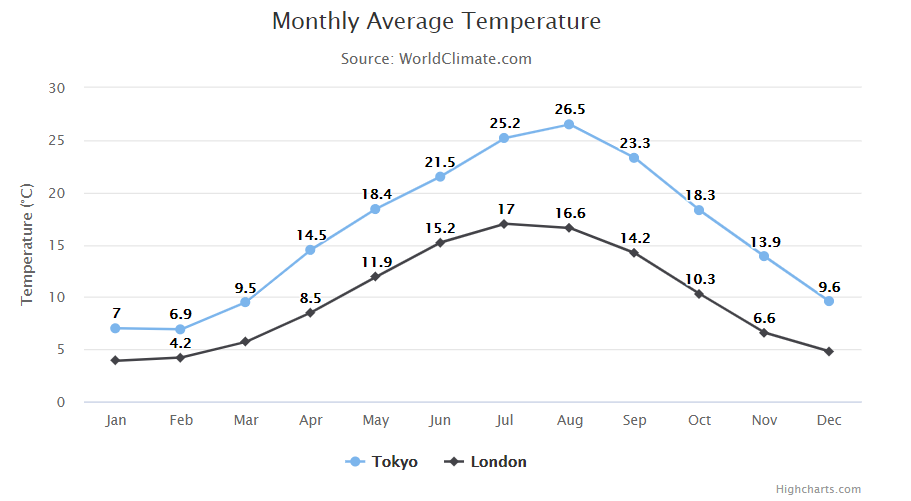 Monthly Average Temperature
Source: WorldClimate.com
Temperature (°C)
30
25
20
15
10
5
0
7 6.9 9.5 14.5 18.4 21.5 25.2 26.5 23.3 18.3 13.9 9.6
4.2 8.5 11.9 15.2 17 16.6 14.2 10.3 6.6
Jan Feb Mar Apr May Jun Jul Aug Sep Oct Nov Dec
Tokyo London
Highcharts.com